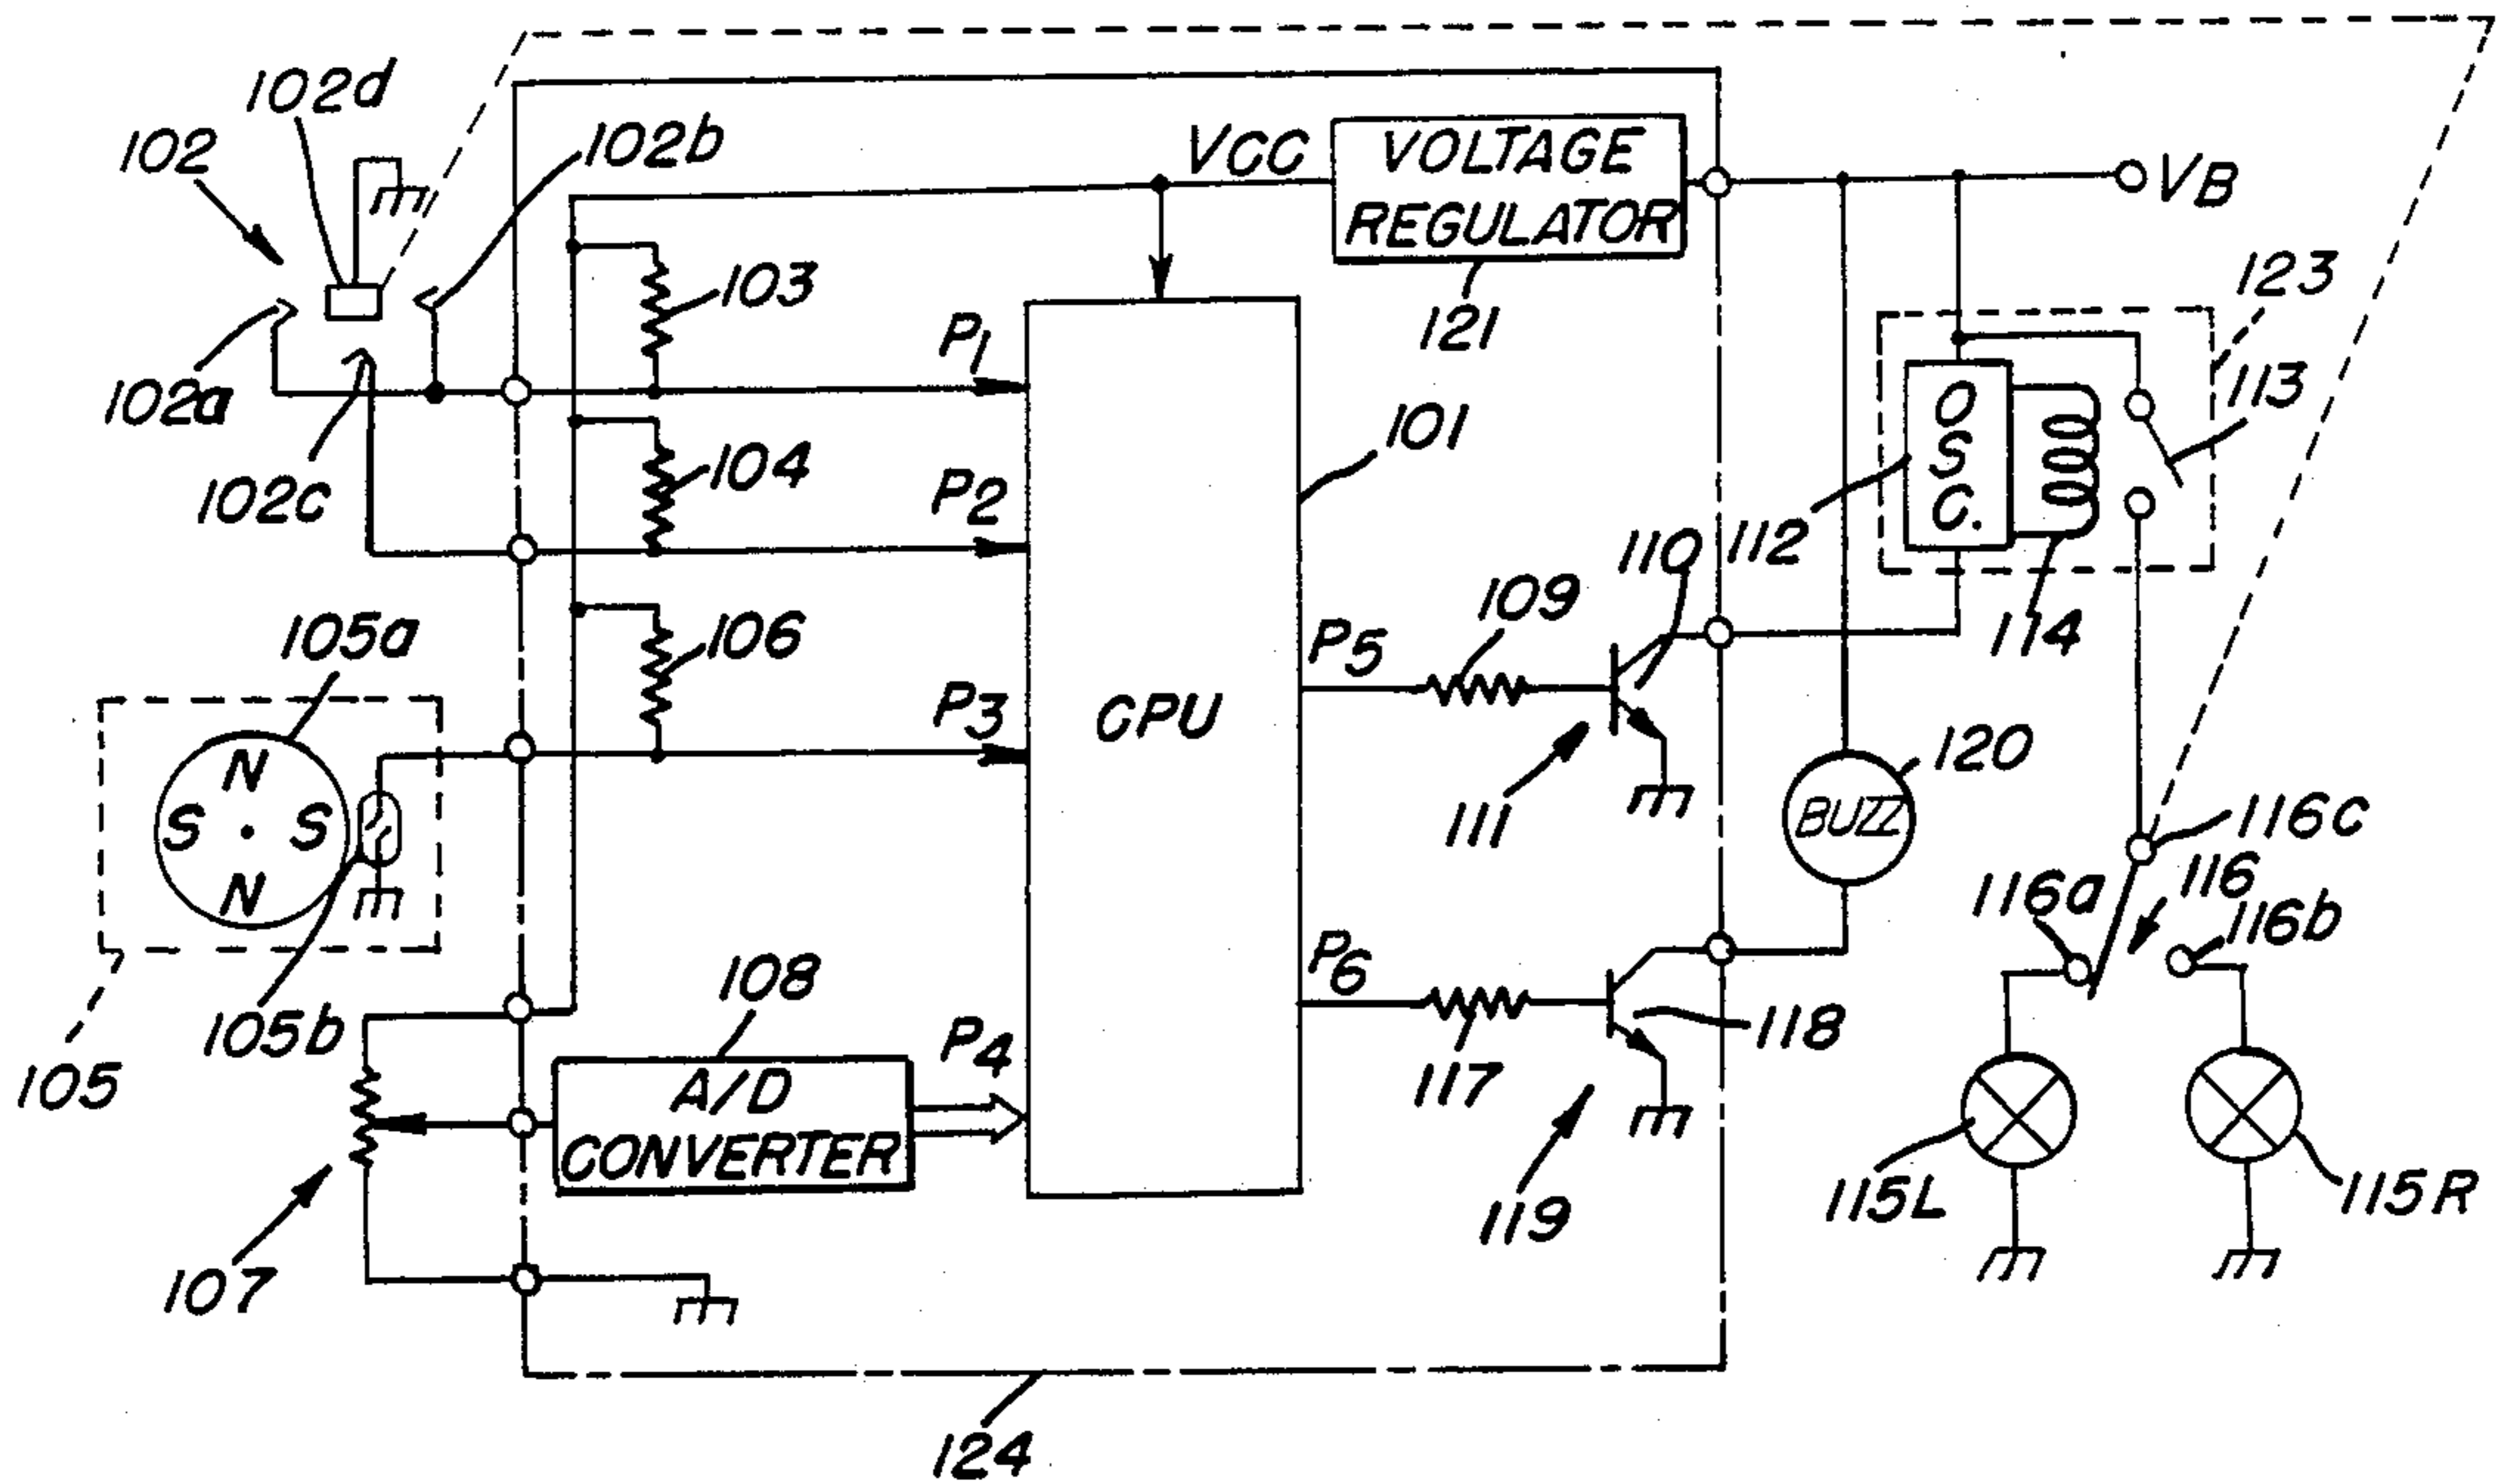 102d
102
102b
VCC
VOLTAGE
REGULATOR
VB
103
121
123
P1
102a
113
101
O
S
C.
104
102c
P2
110
112
109
114
105a
106
P5
P3
CPU
N
S
S
N
111
120
BUZZ
116c
116a
116
116b
105b
108
P6
118
105
P4
A/D
CONVERTER
117
119
115L
115R
107
124